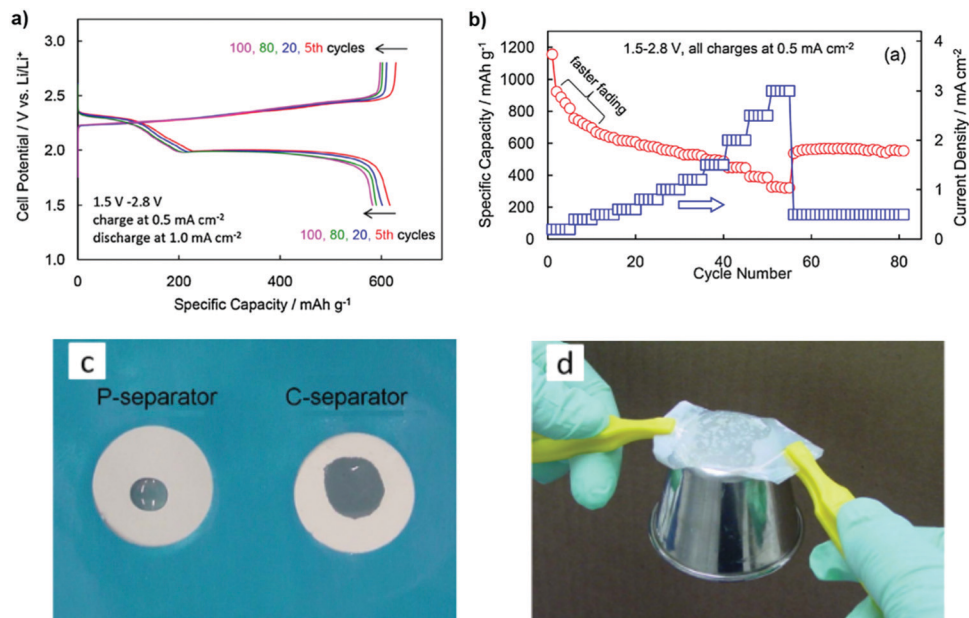 a)
3.0
2.5
2.0
1.5
1.0
Cell Potential / V vs. Li/Li⁺
100, 80, 20, 5th cycles
1.5 V -2.8 V
charge at 0.5 mA cm⁻²
discharge at 1.0 mA cm⁻²
100, 80, 20, 5th cycles
0 200 400 600
Specific Capacity / mAh g⁻¹
b)
1.5-2.8 V, all charges at 0.5 mA cm⁻²
(a)
faster fading
1200
1000
800
600
400
200
0
Specific Capacity / mAh g⁻¹
4
3
2
1
0
Current Density / mA cm⁻²
0 20 40 60 80
Cycle Number
c
P-separator C-separator
d